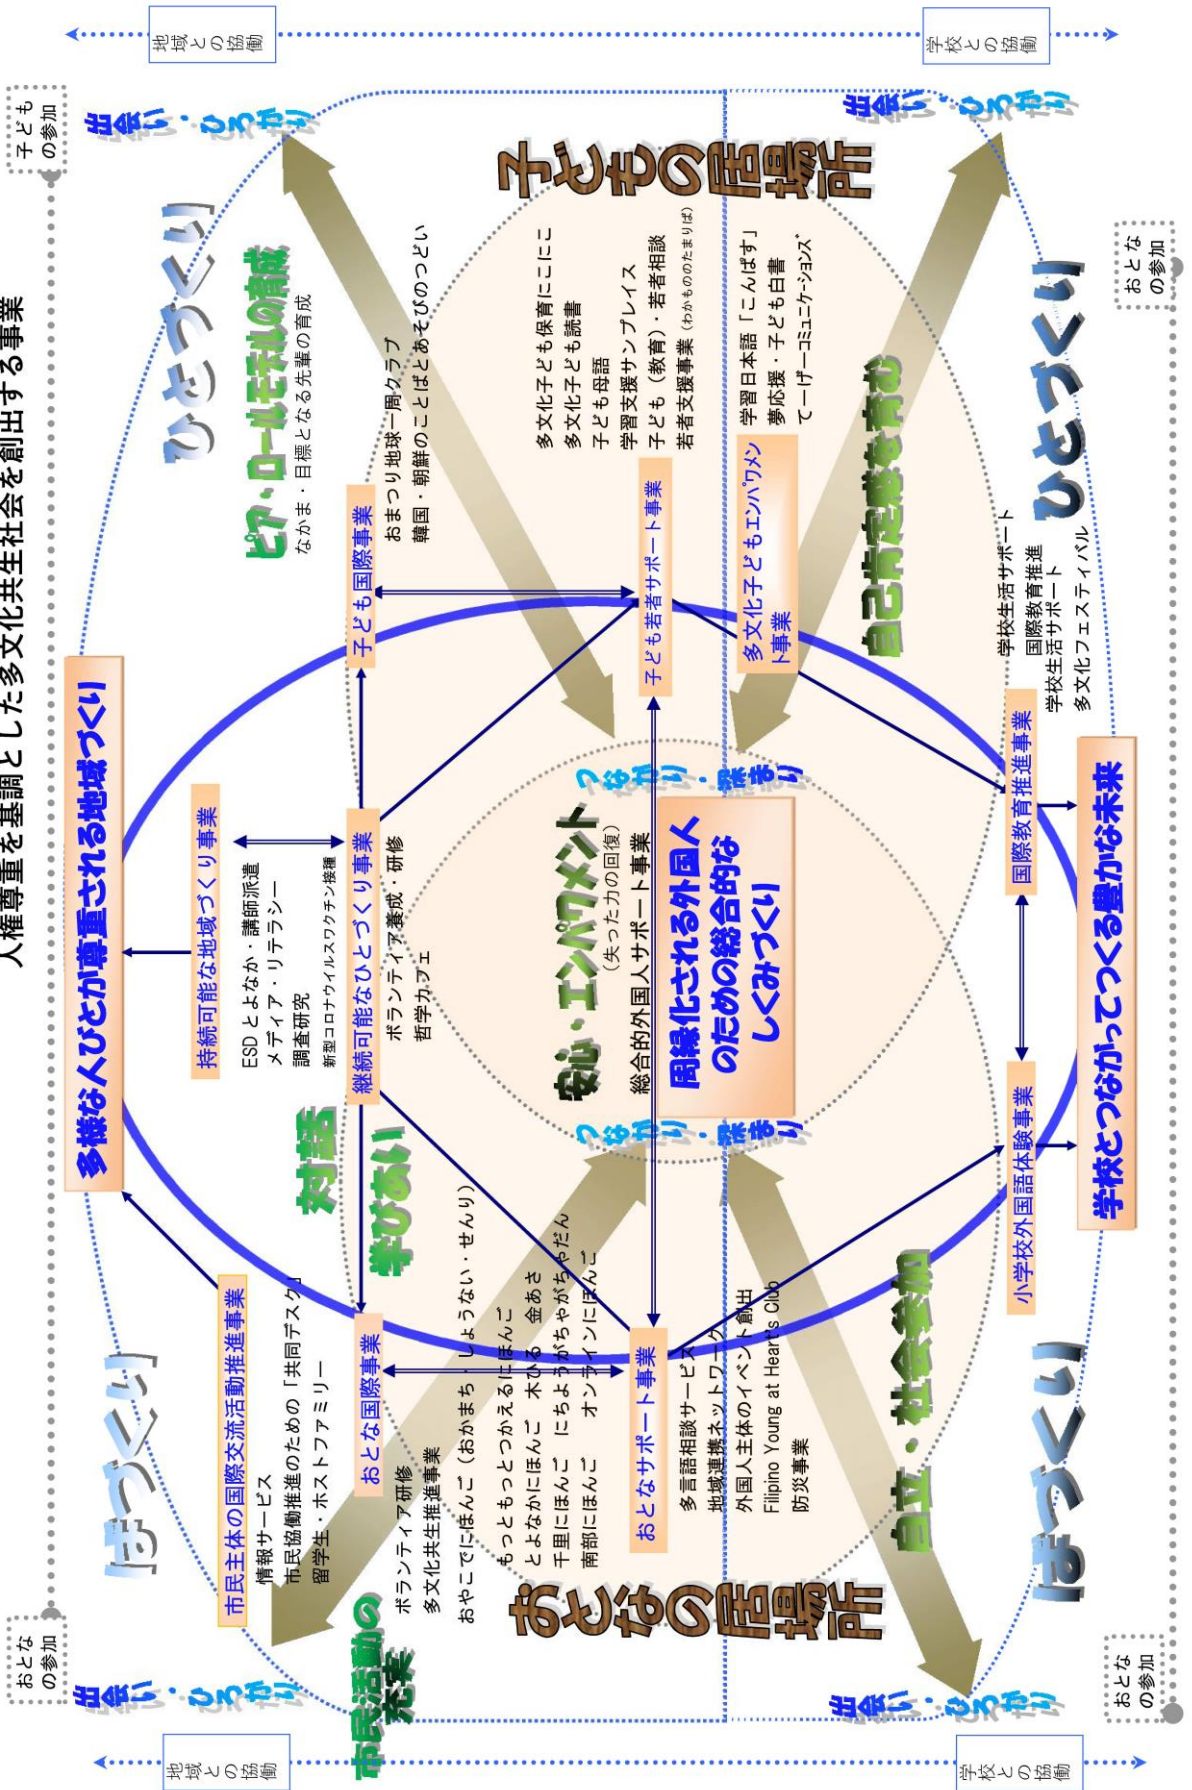 人権尊重を基調とした多文化共生社会を創出する事業
おとな
の参加
子ども
の参加
地域との協働
地域との協働
出会い・ひろがり
出会い・ひろがり
ばづくり
ひとづくり
多様な人びとが尊重される地域づくり
市民主体の国際交流活動推進事業
情報サービス
市民協働推進のための「共同デスク」
留学生・ホストファミリー
持続可能な地域づくり事業
ESD とよなか・講師派遣
メディア・リテラシー
調査研究
新型コロナウイルスワクチン接種
ピア・ロールモデルの育成
なかま・目標となる先輩の育成
対話
学びあい
市民活動の
充実
おとな国際事業
ボランティア研修
多文化共生推進事業
おやこでにほんご（おかまち・しょうない・せんり）
もっともっとつかえるにほんご
とよなかにほんご　木ひる　金あさ
千里にほんご　にちようがちゃがちゃだん
南部にほんご　オンラインにほんご
継続可能なひとづくり事業
ボランティア養成・研修
哲学カフェ
子ども国際事業
おまつり地球一周クラブ
韓国・朝鮮のことばとあそびのつどい
おとなの居場所
子どもの居場所
安心・エンパワメント
（失った力の回復）
総合的外国人サポート事業
つながり・深まり
つながり・深まり
周縁化される外国人
のための総合的な
しくみづくり
多文化子ども保育にこにこ
多文化子ども読書
子ども母語
学習支援サンプレイス
子ども（教育）・若者相談
若者支援事業（わかもののたまりば）
子ども若者サポート事業
おとなサポート事業
多言語相談サービス
地域連携ネットワーク
外国人主体のイベント創出
Filipino Young at Heart's Club
防災事業
多文化子どもエンパワメン
ト事業
学習日本語「こんぱす」
夢応援・子ども白書
てーげーコミュニケーションズ
自立・社会参加
自己肯定感を育む
小学校外国語体験事業
国際教育推進事業
学校生活サポート
国際教育推進
学校生活サポート
多文化フェスティバル
学校とつながってつくる豊かな未来
ばづくり
ひとづくり
出会い・ひろがり
出会い・ひろがり
学校との協働
学校との協働
おとな
の参加
おとな
の参加